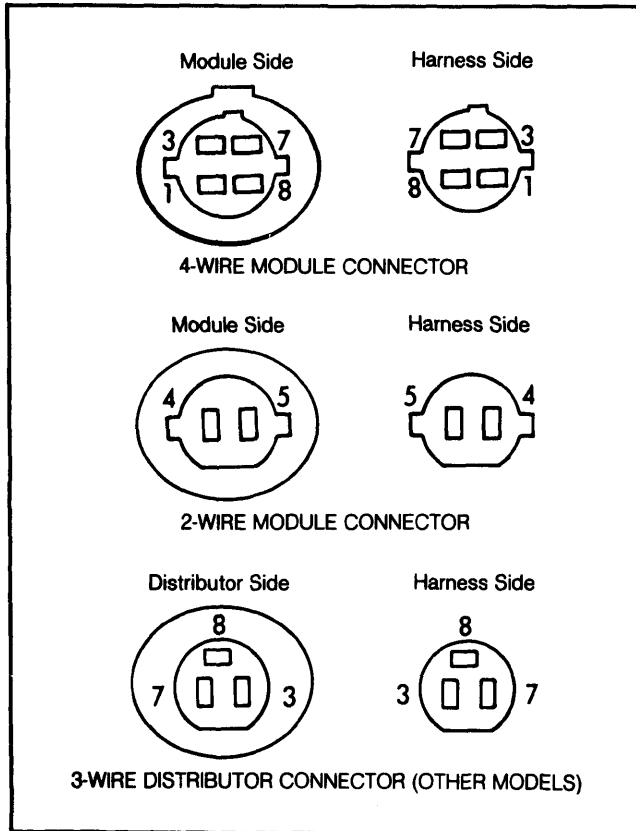 Module Side Harness Side
3 7 7 3
1 8 8 1
4-WIRE MODULE CONNECTOR
Module Side Harness Side
4 5 5 4
2-WIRE MODULE CONNECTOR
Distributor Side Harness Side
8 8
7 3 3 7
3-WIRE DISTRIBUTOR CONNECTOR (OTHER MODELS)